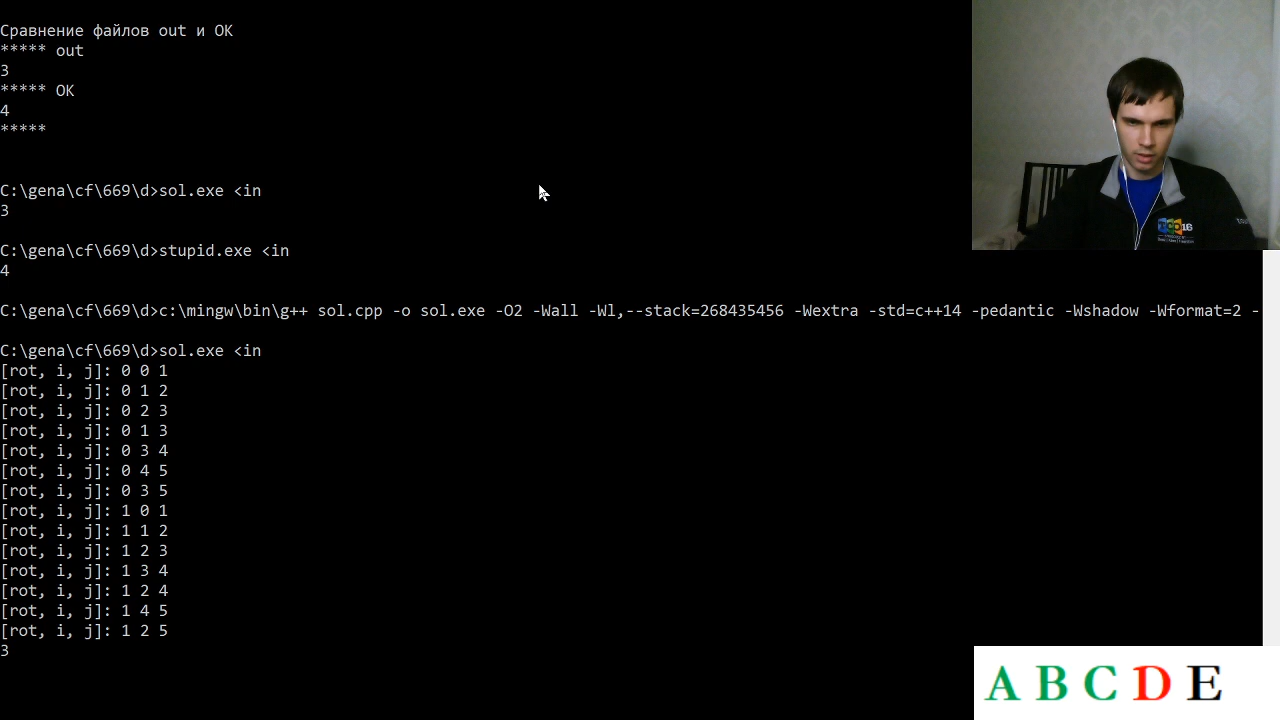 Сравнение файлов out и OK
***** out
3
***** OK
4
*****
C:\gena\cf\669\d>sol.exe <in
3
C:\gena\cf\669\d>stupid.exe <in
4
C:\gena\cf\669\d>c:\mingw\bin\g++ sol.cpp -o sol.exe -O2 -Wall -Wl,--stack=268435456 -Wextra -std=c++14 -pedantic -Wshadow -Wformat=2 -
C:\gena\cf\669\d>sol.exe <in
[rot, i, j]: 0 0 1
[rot, i, j]: 0 1 2
[rot, i, j]: 0 2 3
[rot, i, j]: 0 1 3
[rot, i, j]: 0 3 4
[rot, i, j]: 0 4 5
[rot, i, j]: 0 3 5
[rot, i, j]: 1 0 1
[rot, i, j]: 1 1 2
[rot, i, j]: 1 2 3
[rot, i, j]: 1 3 4
[rot, i, j]: 1 2 4
[rot, i, j]: 1 4 5
[rot, i, j]: 1 2 5
3
A B C D E